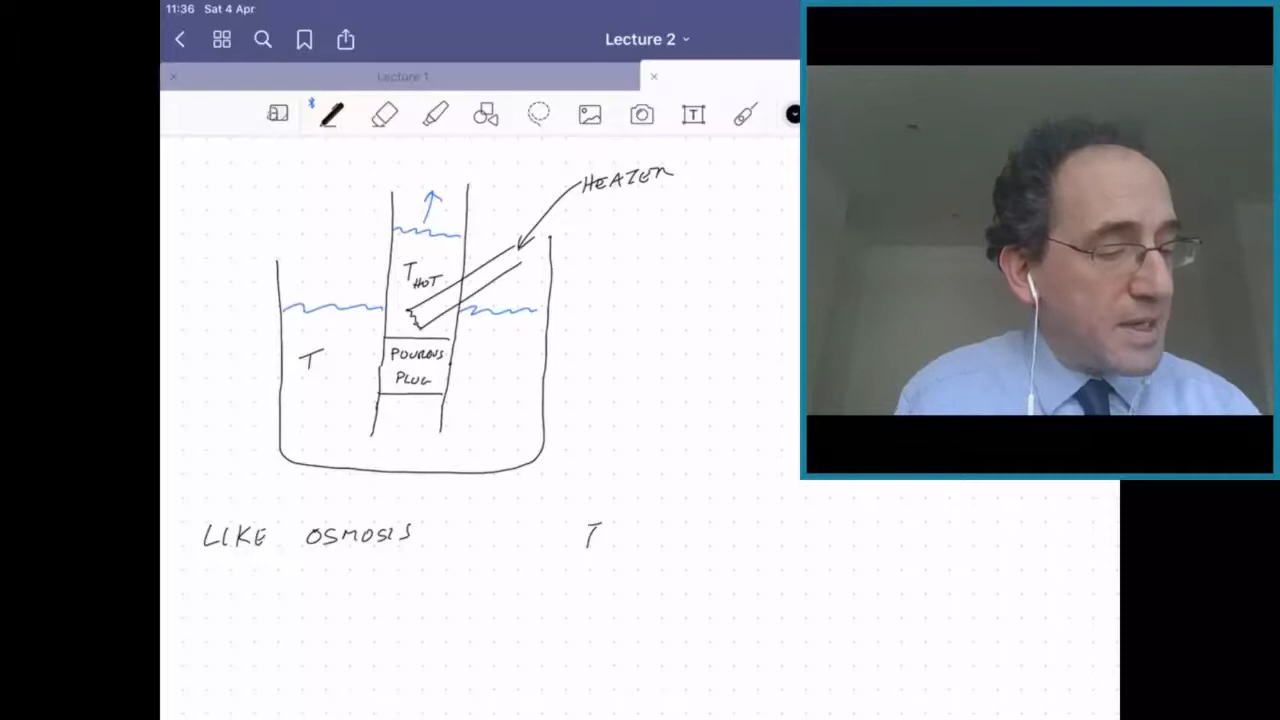 11:36 Sat 4 Apr
Lecture 2
Lecture 1
T
HEATER
T HOT
T
POUROUS
PLUG
LIKE OSMOSIS
T